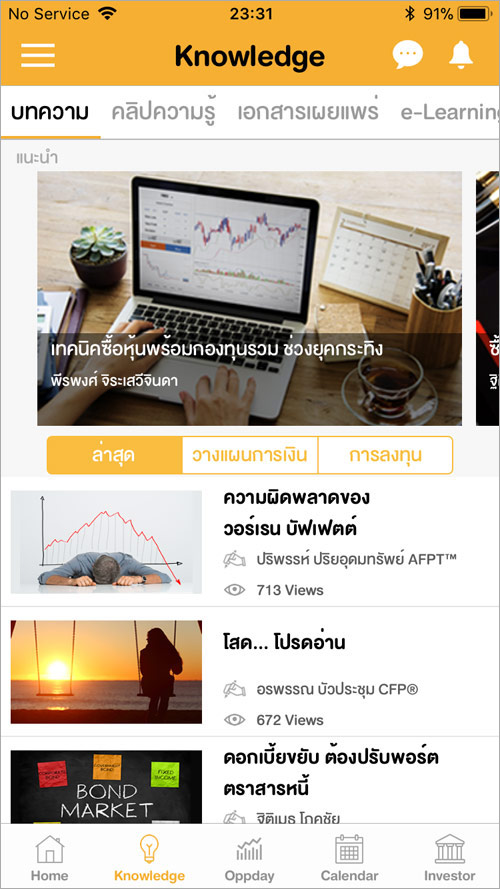 No Service 23:31 91%
Knowledge
บทความ คลิปความรู้ เอกสารเผยแพร่ e-Learning
แนะนำ
เทคนิคซื้อหุ้นพร้อมกองทุนรวม ช่วงยุคกระทิง
พีรพงศ์ จิระเสวีจินดา
ล่าสุด วางแผนการเงิน การลงทุน
ความผิดพลาดของ
วอร์เรน บัฟเฟตต์
ปริพรรห์ ปริยอุดมทรัพย์ AFPT™
713 Views
โสด... โปรดอ่าน
อรพรรณ บัวประชุม CFP®
672 Views
ดอกเบี้ยขยับ ต้องปรับพอร์ต
ตราสารหนี้
BOND
MARKET
FIXED
INCOME
ฐิติเมธ โภคชัย
Home Knowledge Oppday Calendar Investor